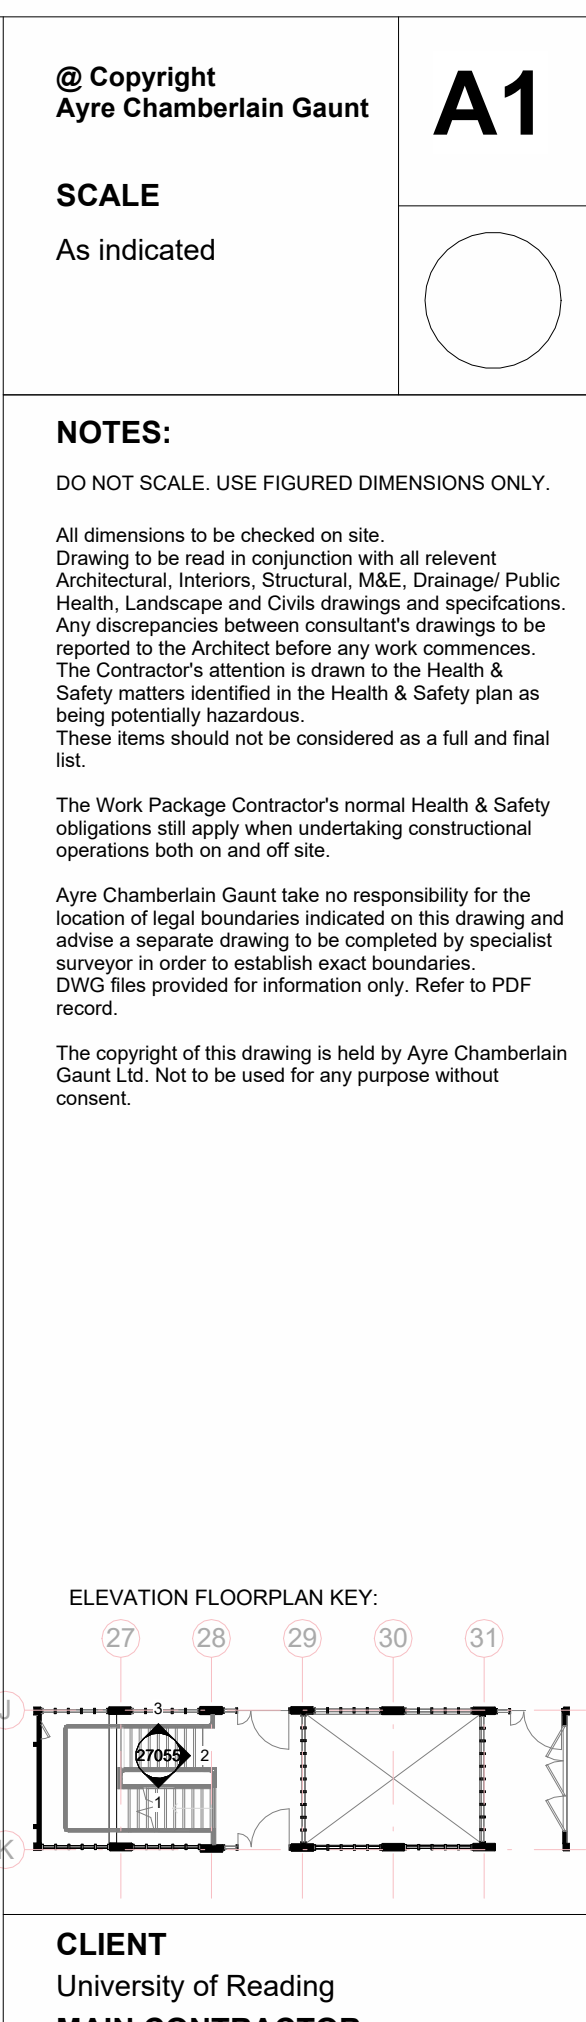 @ Copyright
Ayre Chamberlain Gaunt
A1
SCALE
As indicated
NOTES:
DO NOT SCALE. USE FIGURED DIMENSIONS ONLY.
All dimensions to be checked on site.
Drawing to be read in conjunction with all relevent
Architectural, Interiors, Structural, M&E, Drainage/ Public
Health, Landscape and Civils drawings and specifcations.
Any discrepancies between consultant's drawings to be
reported to the Architect before any work commences.
The Contractor's attention is drawn to the Health &
Safety matters identified in the Health & Safety plan as
being potentially hazardous.
These items should not be considered as a full and final
list.
The Work Package Contractor's normal Health & Safety
obligations still apply when undertaking constructional
operations both on and off site.
Ayre Chamberlain Gaunt take no responsibility for the
location of legal boundaries indicated on this drawing and
advise a separate drawing to be completed by specialist
surveyor in order to establish exact boundaries.
DWG files provided for information only. Refer to PDF
record.
The copyright of this drawing is held by Ayre Chamberlain
Gaunt Ltd. Not to be used for any purpose without
consent.
ELEVATION FLOORPLAN KEY:
27 28 29 30 31
J
3
27055 2
1
K
CLIENT
University of Reading
MAIN CONTRACTOR